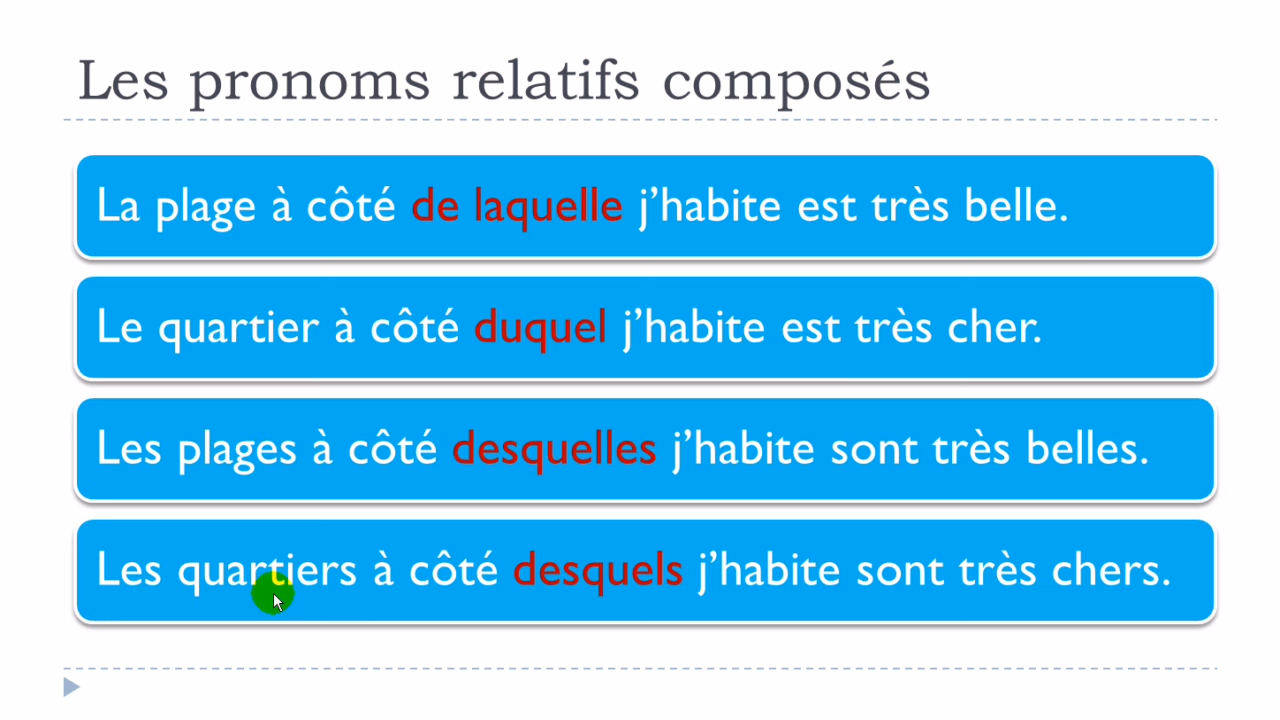 Les pronoms relatifs composés
La plage à côté de laquelle j’habite est très belle.
Le quartier à côté duquel j’habite est très cher.
Les plages à côté desquelles j’habite sont très belles.
Les quartiers à côté desquels j’habite sont très chers.